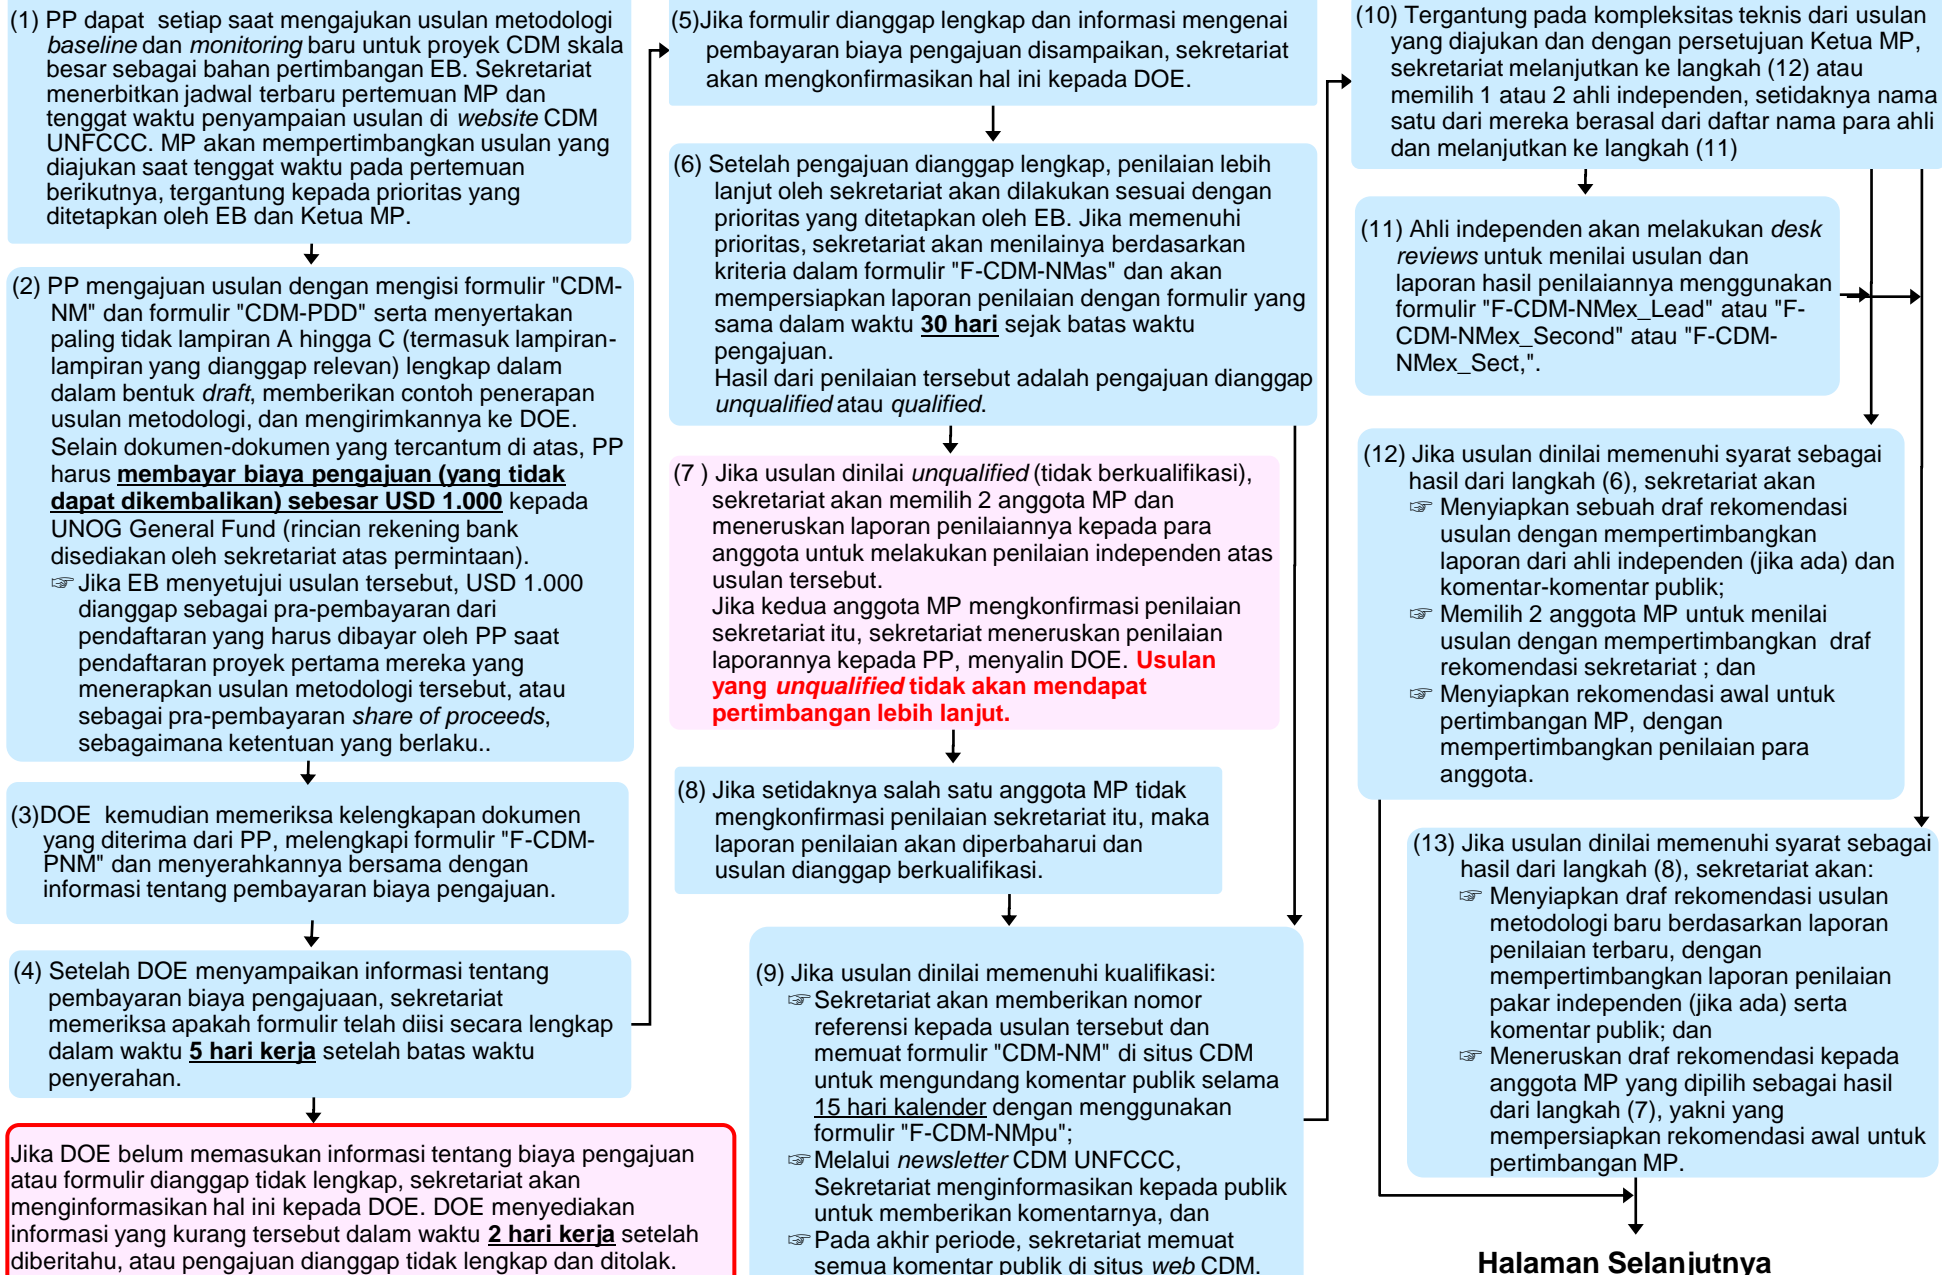 (1) PP dapat setiap saat mengajukan usulan metodologi
baseline dan monitoring baru untuk proyek CDM skala
besar sebagai bahan pertimbangan EB. Sekretariat
menerbitkan jadwal terbaru pertemuan MP dan
tenggat waktu penyampaian usulan di website CDM
UNFCCC. MP akan mempertimbangkan usulan yang
diajukan saat tenggat waktu pada pertemuan
berikutnya, tergantung kepada prioritas yang
ditetapkan oleh EB dan Ketua MP.
(2) PP mengajuan usulan dengan mengisi formulir "CDM-
NM" dan formulir "CDM-PDD" serta menyertakan
paling tidak lampiran A hingga C (termasuk lampiran-
lampiran yang dianggap relevan) lengkap dalam
dalam bentuk draft, memberikan contoh penerapan
usulan metodologi, dan mengirimkannya ke DOE.
Selain dokumen-dokumen yang tercantum di atas, PP
harus membayar biaya pengajuan (yang tidak
dapat dikembalikan) sebesar USD 1.000 kepada
UNOG General Fund (rincian rekening bank
disediakan oleh sekretariat atas permintaan).
☞ Jika EB menyetujui usulan tersebut, USD 1.000
dianggap sebagai pra-pembayaran dari
pendaftaran yang harus dibayar oleh PP saat
pendaftaran proyek pertama mereka yang
menerapkan usulan metodologi tersebut, atau
sebagai pra-pembayaran share of proceeds,
sebagaimana ketentuan yang berlaku..
(3)DOE kemudian memeriksa kelengkapan dokumen
yang diterima dari PP, melengkapi formulir "F-CDM-
PNM" dan menyerahkannya bersama dengan
informasi tentang pembayaran biaya pengajuan.
(4) Setelah DOE menyampaikan informasi tentang
pembayaran biaya pengajuaan, sekretariat
memeriksa apakah formulir telah diisi secara lengkap
dalam waktu 5 hari kerja setelah batas waktu
penyerahan.
Jika DOE belum memasukan informasi tentang biaya pengajuan
atau formulir dianggap tidak lengkap, sekretariat akan
menginformasikan hal ini kepada DOE. DOE menyediakan
informasi yang kurang tersebut dalam waktu 2 hari kerja setelah
diberitahu, atau pengajuan dianggap tidak lengkap dan ditolak.
(5)Jika formulir dianggap lengkap dan informasi mengenai
pembayaran biaya pengajuan disampaikan, sekretariat
akan mengkonfirmasikan hal ini kepada DOE.
(6) Setelah pengajuan dianggap lengkap, penilaian lebih
lanjut oleh sekretariat akan dilakukan sesuai dengan
prioritas yang ditetapkan oleh EB. Jika memenuhi
prioritas, sekretariat akan menilainya berdasarkan
kriteria dalam formulir "F-CDM-NMas" dan akan
mempersiapkan laporan penilaian dengan formulir yang
sama dalam waktu 30 hari sejak batas waktu
pengajuan.
Hasil dari penilaian tersebut adalah pengajuan dianggap
unqualified atau qualified.
(7 ) Jika usulan dinilai unqualified (tidak berkualifikasi),
sekretariat akan memilih 2 anggota MP dan
meneruskan laporan penilaiannya kepada para
anggota untuk melakukan penilaian independen atas
usulan tersebut.
Jika kedua anggota MP mengkonfirmasi penilaian
sekretariat itu, sekretariat meneruskan penilaian
laporannya kepada PP, menyalin DOE. Usulan
yang unqualified tidak akan mendapat
pertimbangan lebih lanjut.
(8) Jika setidaknya salah satu anggota MP tidak
mengkonfirmasi penilaian sekretariat itu, maka
laporan penilaian akan diperbaharui dan
usulan dianggap berkualifikasi.
(9) Jika usulan dinilai memenuhi kualifikasi:
☞ Sekretariat akan memberikan nomor
referensi kepada usulan tersebut dan
memuat formulir "CDM-NM" di situs CDM
untuk mengundang komentar publik selama
15 hari kalender dengan menggunakan
formulir "F-CDM-NMpu";
☞ Melalui newsletter CDM UNFCCC,
Sekretariat menginformasikan kepada publik
untuk memberikan komentarnya, dan
☞ Pada akhir periode, sekretariat memuat
semua komentar publik di situs web CDM.
(10) Tergantung pada kompleksitas teknis dari usulan
yang diajukan dan dengan persetujuan Ketua MP,
sekretariat melanjutkan ke langkah (12) atau
memilih 1 atau 2 ahli independen, setidaknya nama
satu dari mereka berasal dari daftar nama para ahli
dan melanjutkan ke langkah (11)
(11) Ahli independen akan melakukan desk
reviews untuk menilai usulan dan
laporan hasil penilaiannya menggunakan
formulir "F-CDM-NMex_Lead" atau "F-
CDM-NMex_Second" atau "F-CDM-
NMex_Sect,".
(12) Jika usulan dinilai memenuhi syarat sebagai
hasil dari langkah (6), sekretariat akan
☞ Menyiapkan sebuah draf rekomendasi
usulan dengan mempertimbangkan
laporan dari ahli independen (jika ada) dan
komentar-komentar publik;
☞ Memilih 2 anggota MP untuk menilai
usulan dengan mempertimbangkan draf
rekomendasi sekretariat ; dan
☞ Menyiapkan rekomendasi awal untuk
pertimbangan MP, dengan
mempertimbangkan penilaian para
anggota.
(13) Jika usulan dinilai memenuhi syarat sebagai
hasil dari langkah (8), sekretariat akan:
☞ Menyiapkan draf rekomendasi usulan
metodologi baru berdasarkan laporan
penilaian terbaru, dengan
mempertimbangkan laporan penilaian
pakar independen (jika ada) serta
komentar publik; dan
☞ Meneruskan draf rekomendasi kepada
anggota MP yang dipilih sebagai hasil
dari langkah (7), yakni yang
mempersiapkan rekomendasi awal untuk
pertimbangan MP.
Halaman Selanjutnya